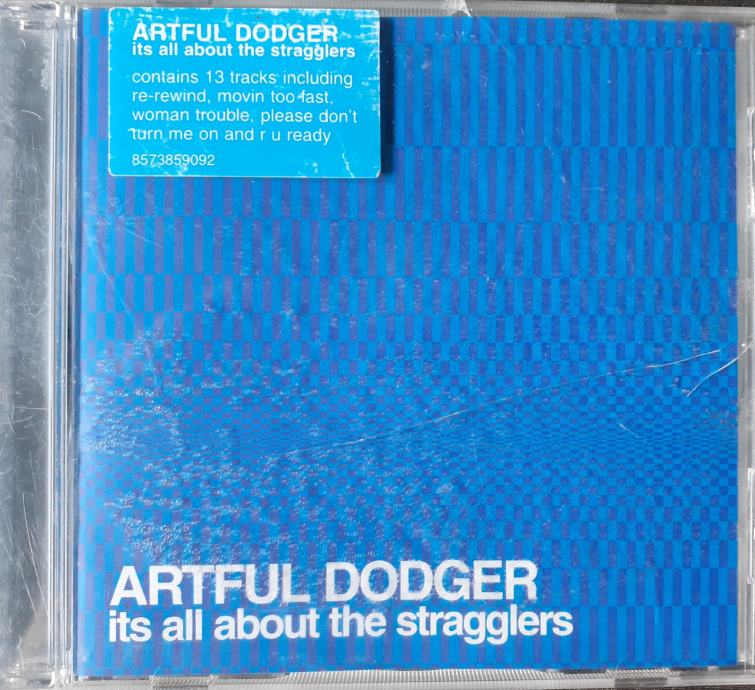 ARTFUL DODGER
its all about the stragglers
contains 13 tracks including
re-rewind, movin too fast,
woman trouble, please don't
turn me on and r u ready
8573859092
ARTFUL DODGER
its all about the stragglers